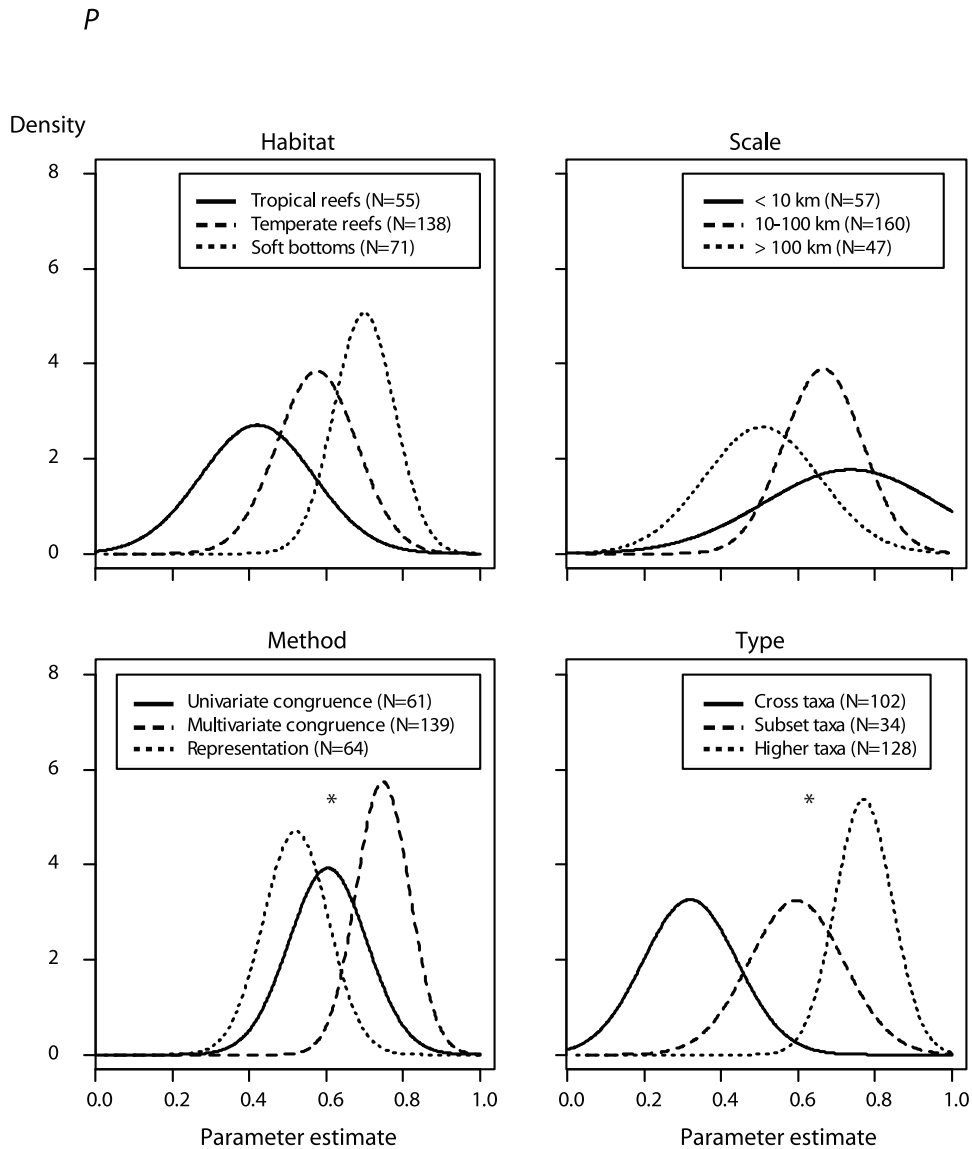 P
Density
Habitat
8
6
4
2
0
Tropical reefs (N=55)
Temperate reefs (N=138)
Soft bottoms (N=71)
Scale
< 10 km (N=57)
10-100 km (N=160)
> 100 km (N=47)
Method
8
6
4
2
0
Univariate congruence (N=61)
Multivariate congruence (N=139)
Representation (N=64)
*
0.0 0.2 0.4 0.6 0.8 1.0
Parameter estimate
Type
Cross taxa (N=102)
Subset taxa (N=34)
Higher taxa (N=128)
*
0.0 0.2 0.4 0.6 0.8 1.0
Parameter estimate